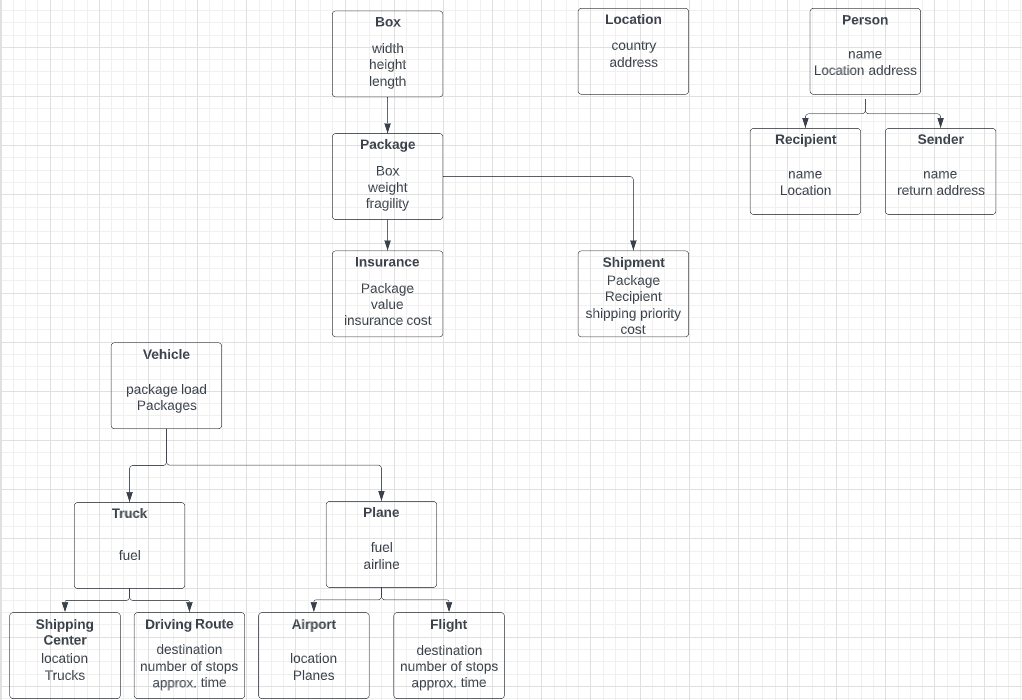 Box
width
height
length
Location
country
address
Person
name
Location address
Package
Box
weight
fragility
Recipient
name
Location
Sender
name
return address
Insurance
Package
value
insurance cost
Shipment
Package
Recipient
shipping priority
cost
Vehicle
package load
Packages
Truck
fuel
Plane
fuel
airline
Shipping
Center
location
Trucks
Driving Route
destination
number of stops
approx. time
Airport
location
Planes
Flight
destination
number of stops
approx. time